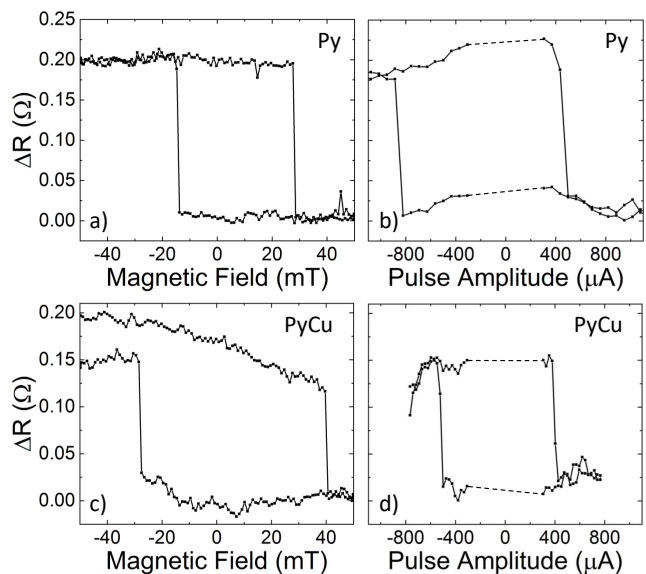 Py
Py
0.20
0.15
0.10
0.05
0.00
ΔR (Ω)
a)
b)
-40 -20 0 20 40
-800 -400 0 400 800
Magnetic Field (mT)
Pulse Amplitude (μA)
PyCu
PyCu
0.20
0.15
0.10
0.05
0.00
ΔR (Ω)
c)
d)
-40 -20 0 20 40
-800 -400 0 400 800
Magnetic Field (mT)
Pulse Amplitude (μA)